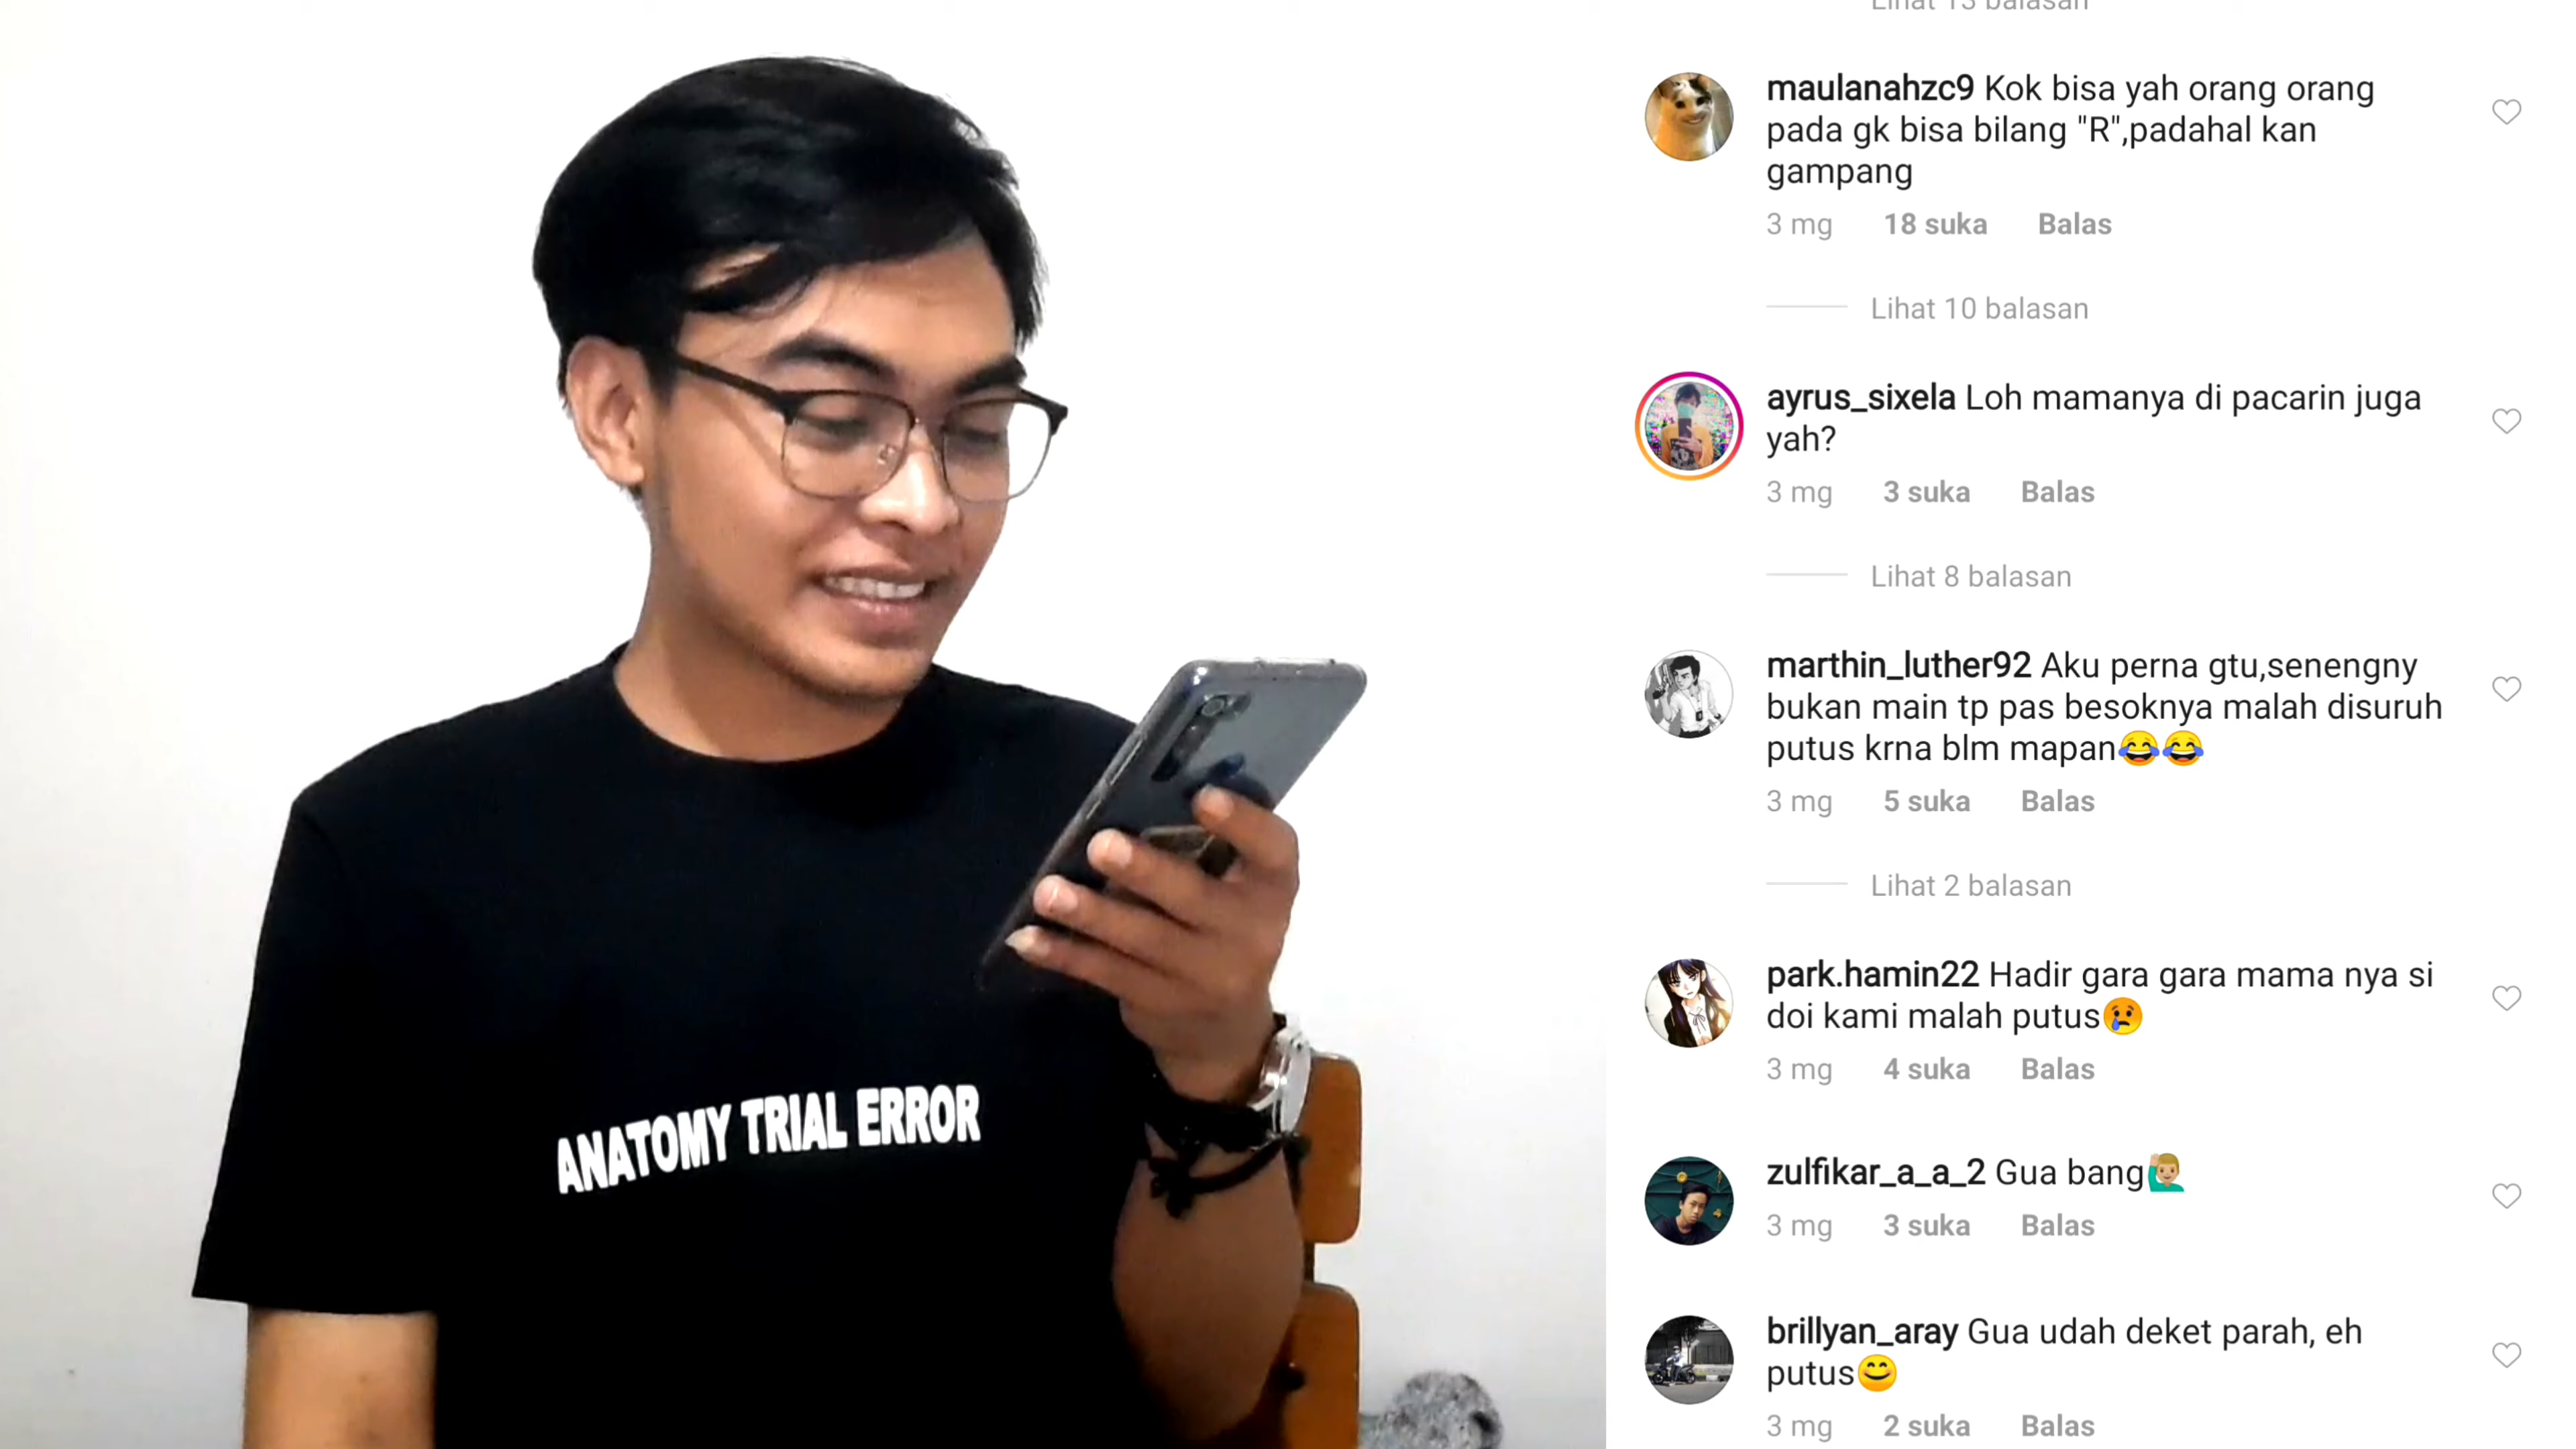 Lihat 13 balasan
maulanahzc9 Kok bisa yah orang orang
pada gk bisa bilang "R",padahal kan
gampang
3 mg 18 suka Balas
Lihat 10 balasan
ayrus_sixela Loh mamanya di pacarin juga
yah?
3 mg 3 suka Balas
Lihat 8 balasan
marthin_luther92 Aku perna gtu,senengny
bukan main tp pas besoknya malah disuruh
putus krna blm mapan😂😂
3 mg 5 suka Balas
Lihat 2 balasan
park.hamin22 Hadir gara gara mama nya si
doi kami malah putus😢
3 mg 4 suka Balas
zulfikar_a_a_2 Gua bang🙋🏼‍♂️
3 mg 3 suka Balas
brillyan_aray Gua udah deket parah, eh
putus😊
3 mg 2 suka Balas
ANATOMY TRIAL ERROR